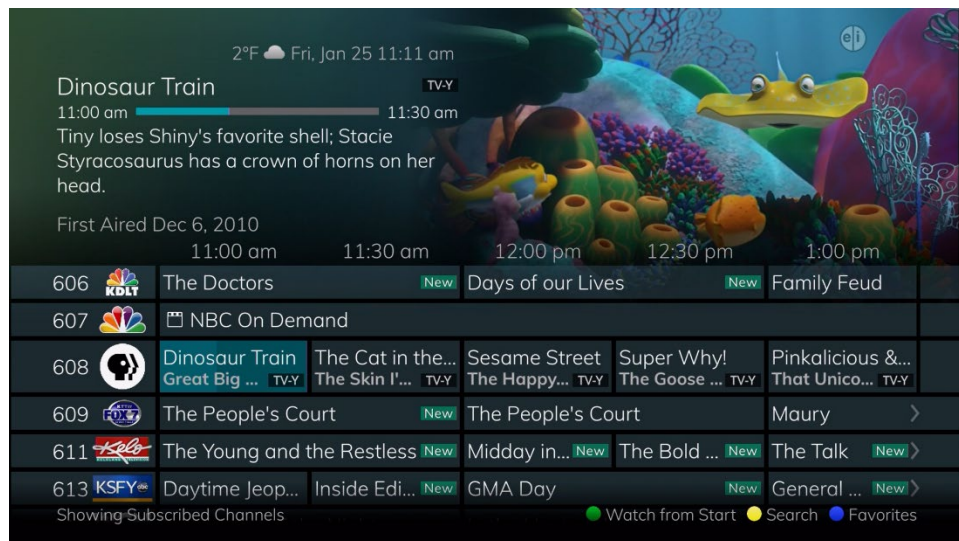 e|i
2°F Fri, Jan 25 11:11 am
Dinosaur Train TV-Y
11:00 am 11:30 am
Tiny loses Shiny's favorite shell; Stacie
Styracosaurus has a crown of horns on her
head.
First Aired Dec 6, 2010
11:00 am 11:30 am 12:00 pm 12:30 pm 1:00 pm
606 KDLT The Doctors New Days of our Lives New Family Feud
607 NBC On Demand
608 Dinosaur Train The Cat in the... Sesame Street Super Why! Pinkalicious &...
Great Big ... TV-Y The Skin I'... TV-Y The Happy... TV-Y The Goose ... TV-Y That Unico... TV-Y
609 FOX The People's Court New The People's Court Maury
611 Kelo The Young and the Restless New Midday in... New The Bold ... New The Talk New
613 KSFY abc Daytime Jeop... Inside Edi... New GMA Day New General ... New
Showing Subscribed Channels Watch from Start Search Favorites